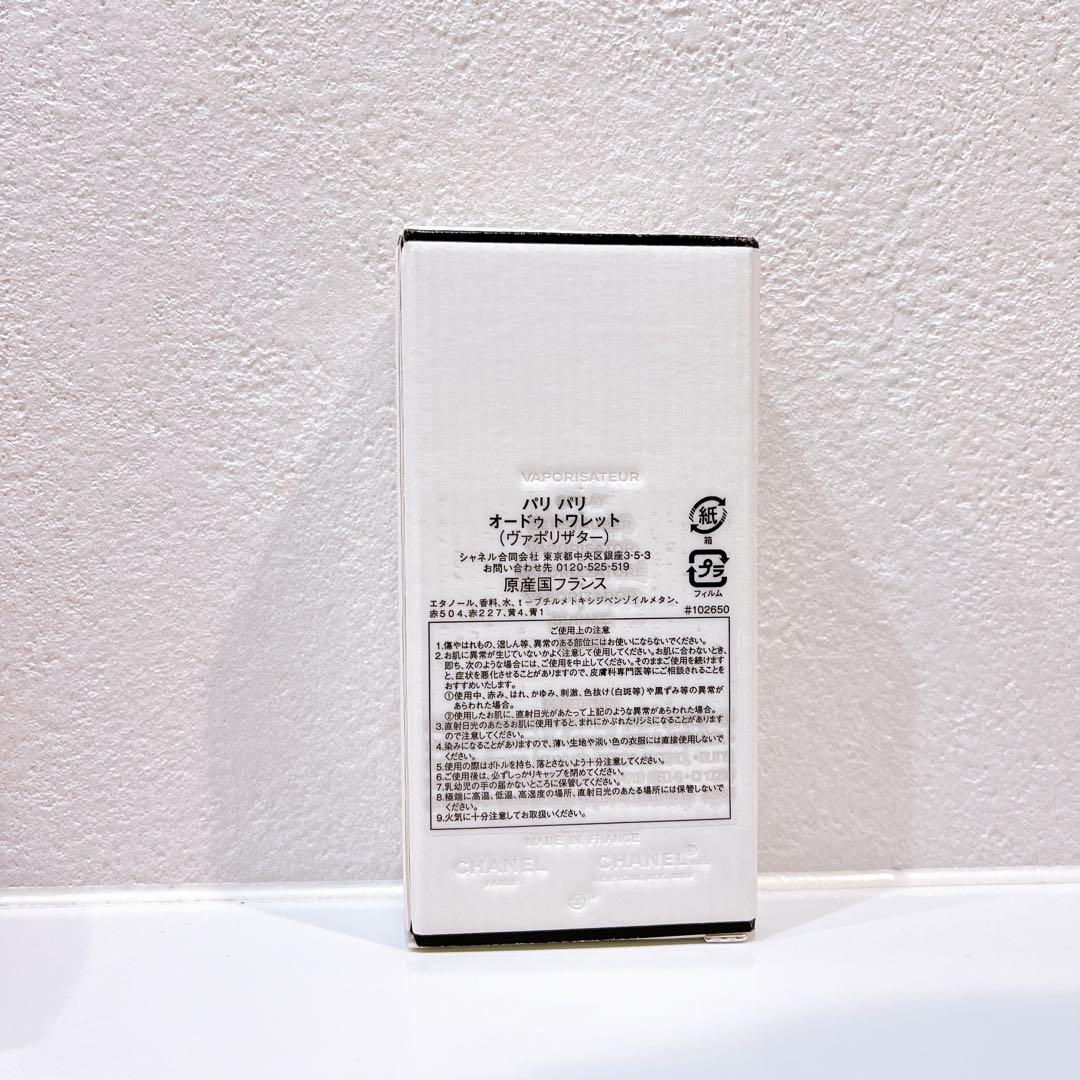 VAPORISATEUR
パリ パリ
オードゥ トワレット
(ヴァポリザター)
シャネル合同会社 東京都中央区銀座3-5-3
お問い合わせ先 0120-525-519
原産国フランス
エタノール、香料、水、t-ブチルメトキシジベンゾイルメタン、
赤504、赤227、黄4、青1
紙
箱
プラ
フィルム
#102650
ご使用上の注意
1.傷やはれもの、湿しん等、異常のある部位にはお使いにならないでください。
2.お肌に異常が生じていないかよく注意して使用してください。お肌に合わないとき、
即ち、次のような場合には、ご使用を中止してください。そのままご使用を続けます
と、症状を悪化させることがありますので、皮膚科専門医等にご相談されることを
おすすめいたします。
①使用中、赤み、はれ、かゆみ、刺激、色抜け(白斑等)や黒ずみ等の異常が
あらわれた場合。
②使用したお肌に、直射日光があたって上記のような異常があらわれた場合。
3.直射日光のあたるお肌に使用すると、まれにかぶれたりシミになることがあります
ので注意してください。
4.染みになることがありますので、薄い生地や淡い色の衣服には直接使用しないで
ください。
5.使用の際はボトルを持ち、落とさないよう十分注意してください。
6.ご使用後は、必ずしっかりキャップを閉めてください。
7.乳幼児の手の届かないところに保管してください。
8.極端に高温、低温、高湿度の場所、直射日光のあたる場所には保管しないで
ください。
9.火気に十分注意してお取扱いください。
MADE IN FRANCE
CHANEL
PARIS
CHANEL®